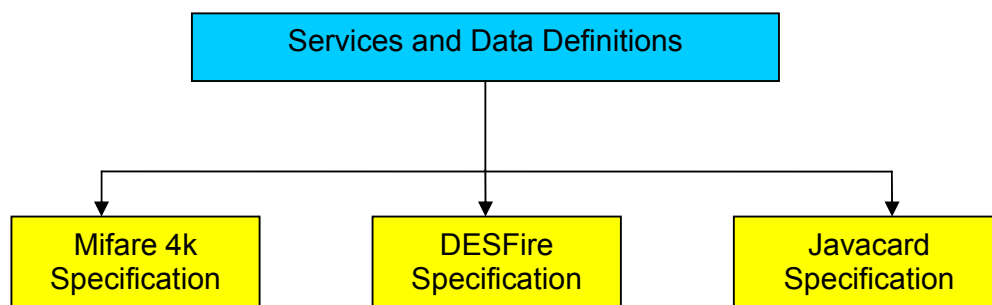 Services and Data Definitions
Mifare 4k
Specification
DESFire
Specification
Javacard
Specification